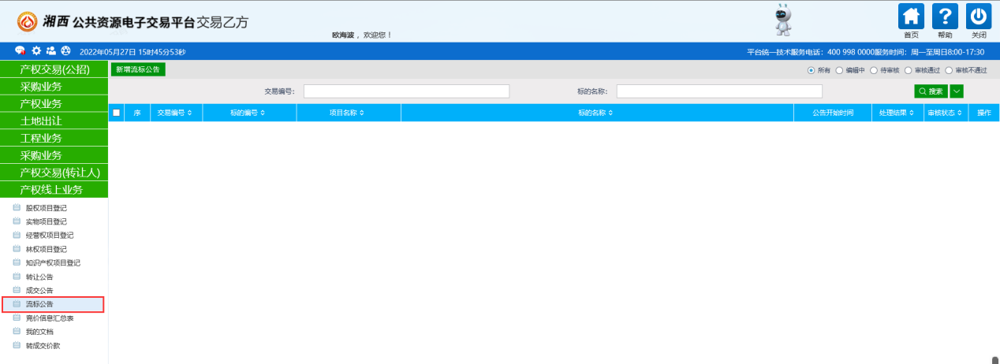 湘西 公共资源电子交易平台交易乙方
欧海波，欢迎您！
首页 帮助 关闭
2022年05月27日 15时45分53秒
平台统一技术服务电话：400 998 0000服务时间：周一至周日8:00-17:30
产权交易(公招)
采购业务
产权业务
土地出让
工程业务
采购业务
产权交易(转让人)
产权线上业务
股权项目登记
实物项目登记
经营权项目登记
林权项目登记
知识产权项目登记
转让公告
成交公告
流标公告
竞价信息汇总表
我的文档
转成交价款
新增流标公告
所有 编辑中 待审核 审核通过 审核不通过
交易编号： 标的名称： 搜索
序 交易编号 标的编号 项目名称 标的名称 公告开始时间 处理结果 审核状态 操作